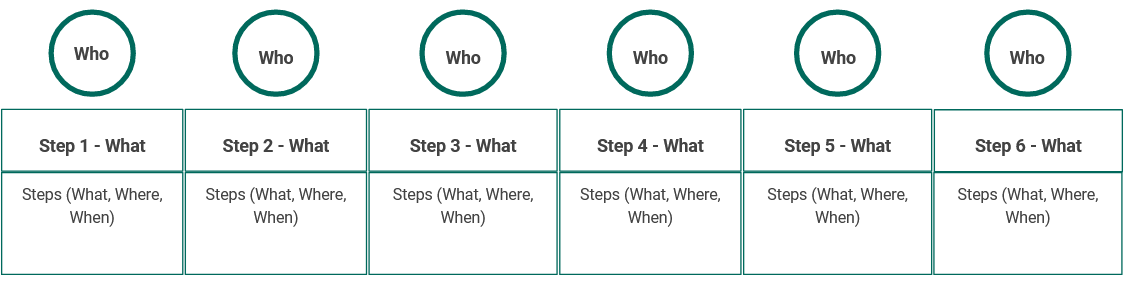 Who
Who
Who
Who
Who
Who
Step 1 - What
Step 2 - What
Step 3 - What
Step 4 - What
Step 5 - What
Step 6 - What
Steps (What, Where,
When)
Steps (What, Where,
When)
Steps (What, Where,
When)
Steps (What, Where,
When)
Steps (What, Where,
When)
Steps (What, Where,
When)